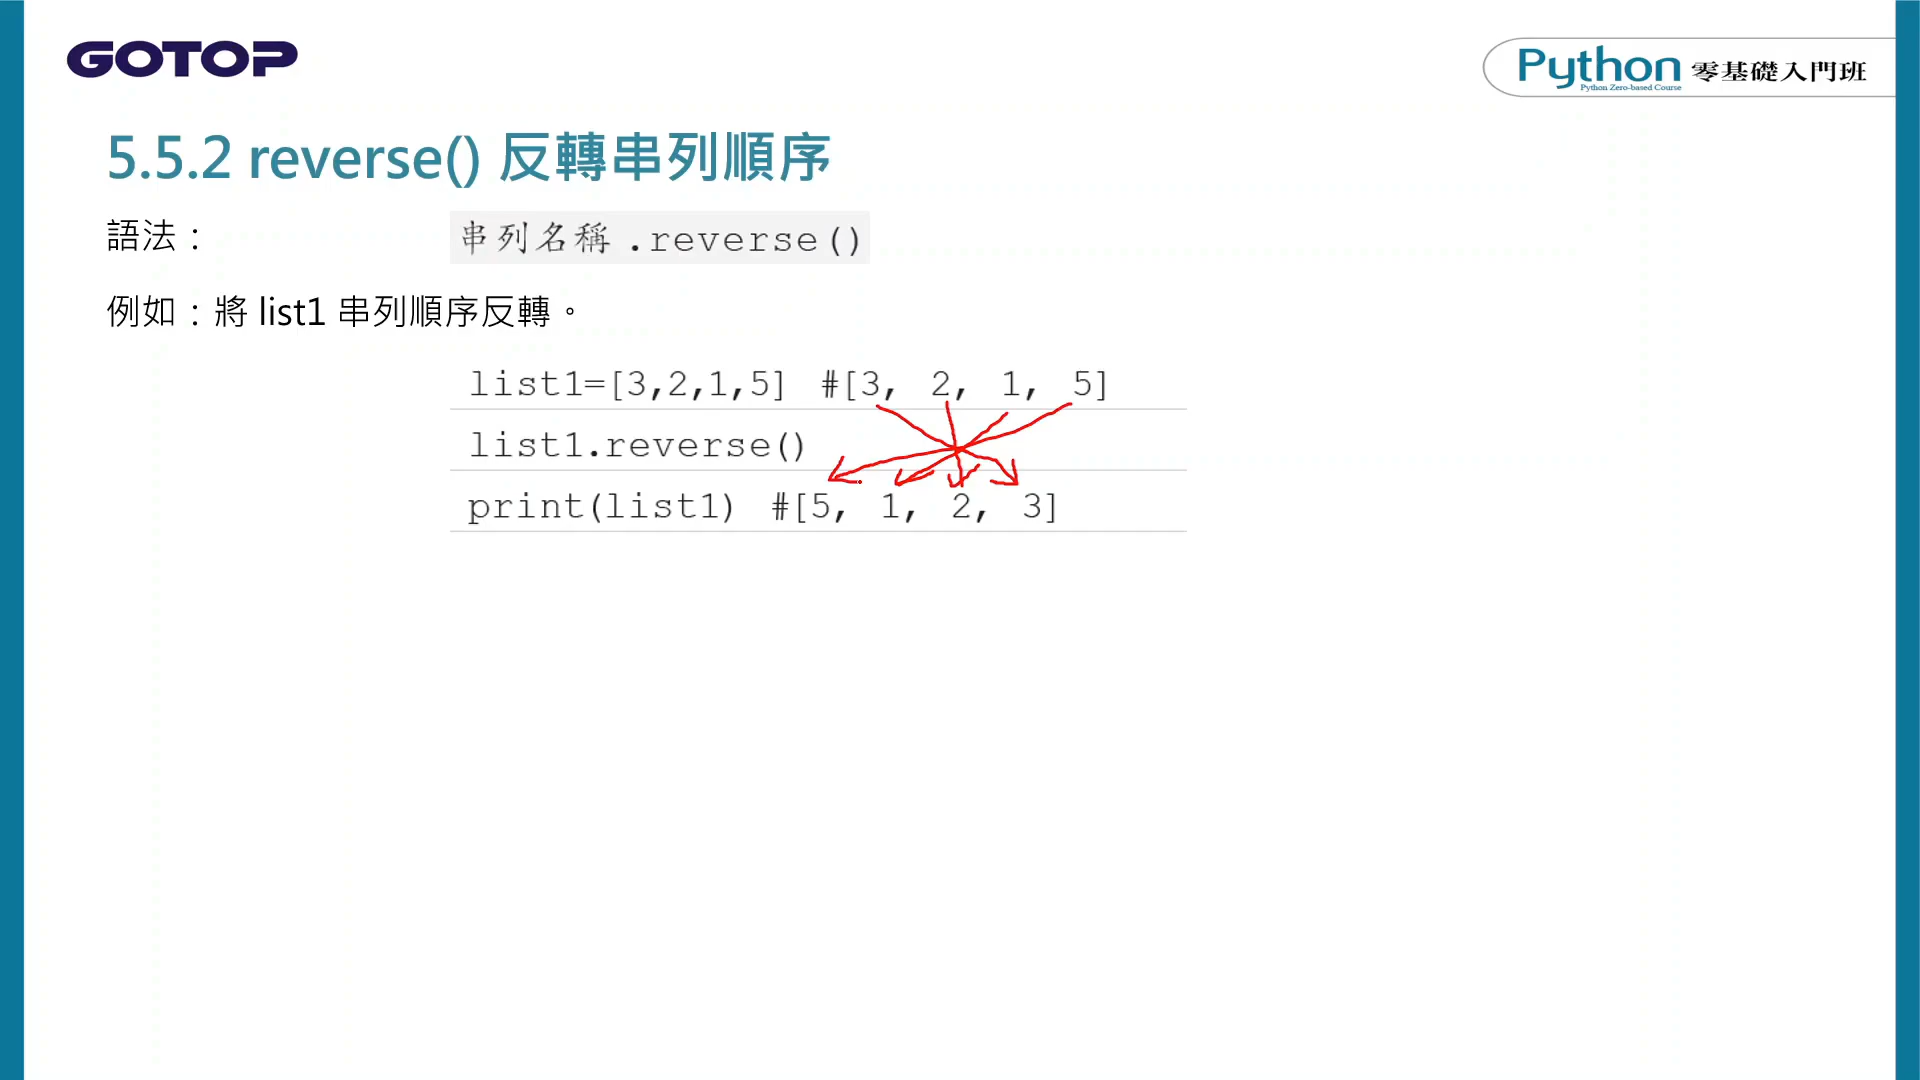 GOTOP
Python 零基礎入門班
Python Zero-based Course
5.5.2 reverse() 反轉串列順序
語法：
串列名稱 .reverse()
例如：將 list1 串列順序反轉。
list1=[3,2,1,5] #[3, 2, 1, 5]
list1.reverse()
print(list1) #[5, 1, 2, 3]